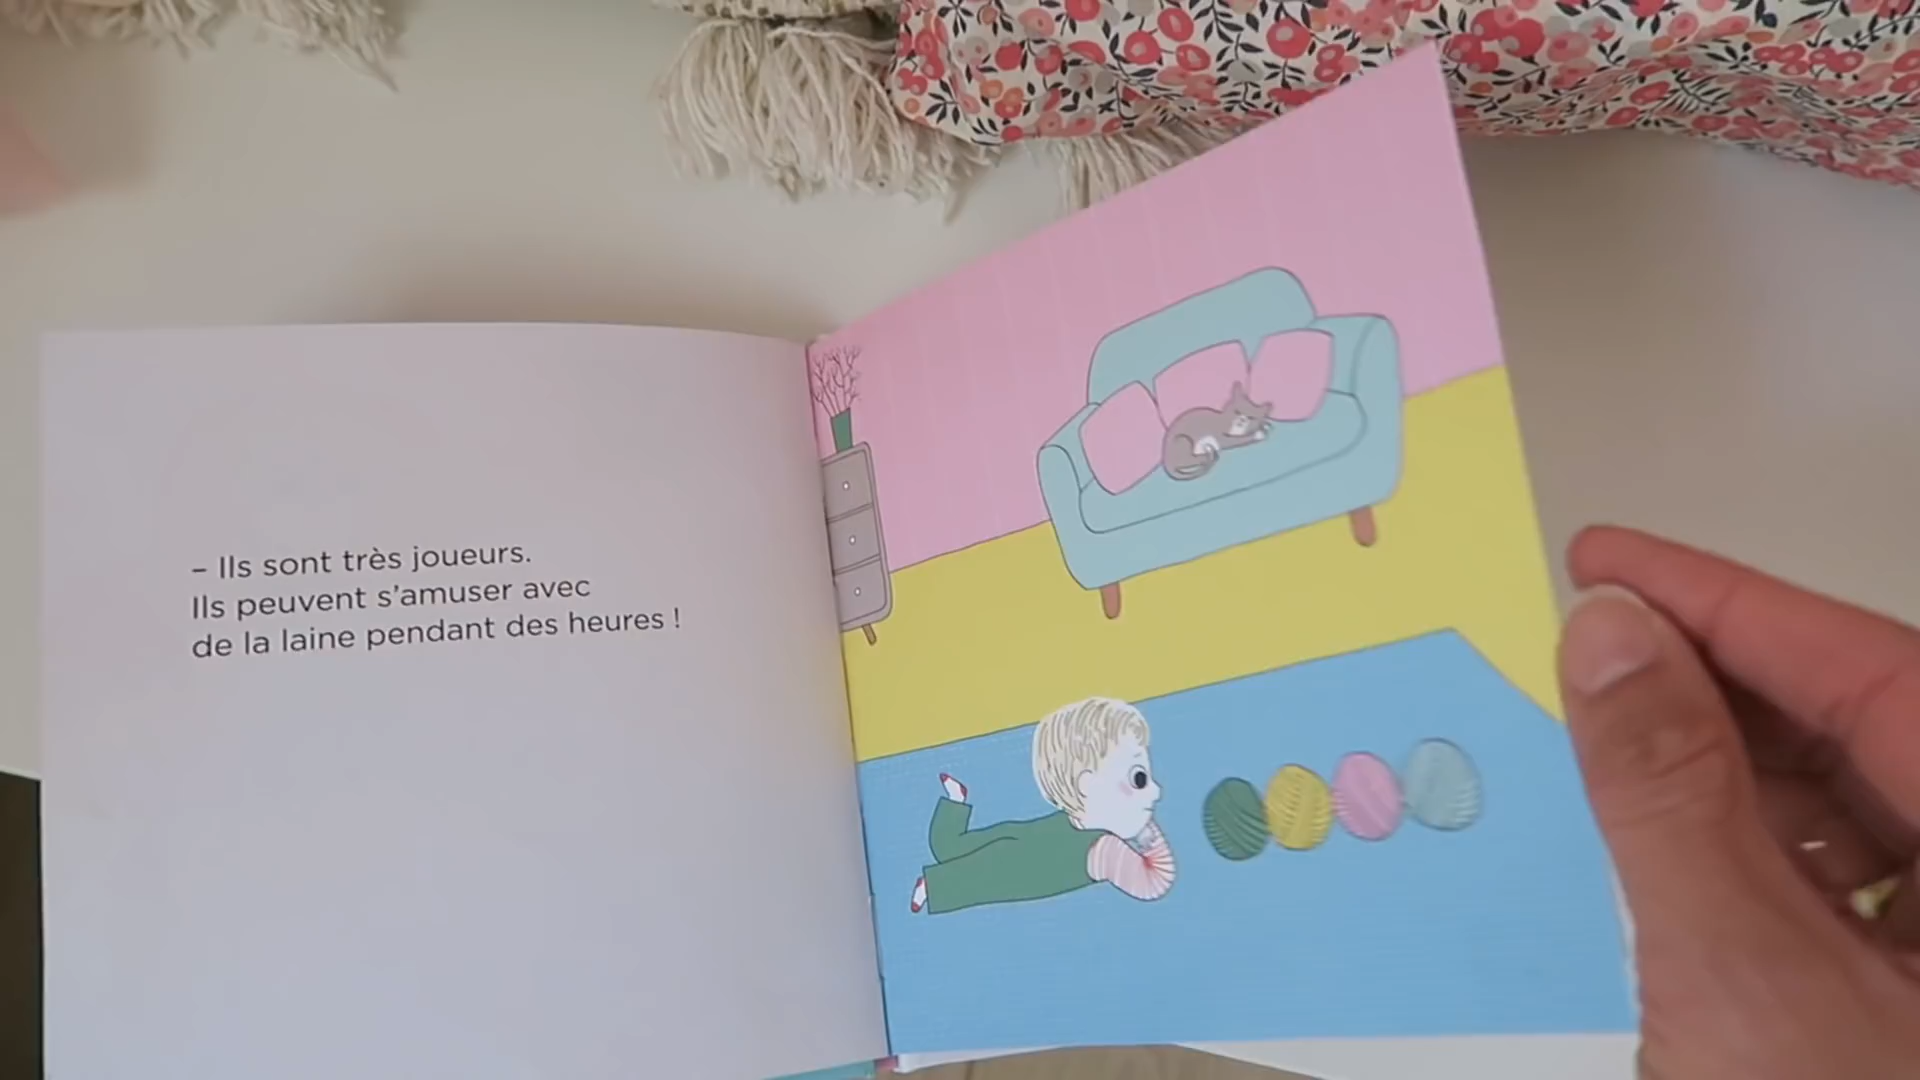 – Ils sont très joueurs.
Ils peuvent s'amuser avec
de la laine pendant des heures !